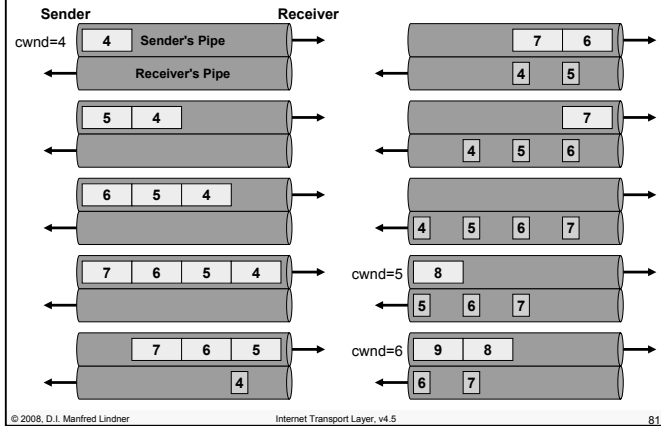 Sender Receiver
cwnd=4 4 Sender's Pipe
Receiver's Pipe
5 4
6 5 4
7 6 5 4
7 6 5
4
7 6
4 5
7
4 5 6
4 5 6 7
cwnd=5 8
5 6 7
cwnd=6 9 8
6 7
© 2008, D.I. Manfred Lindner Internet Transport Layer, v4.5 81